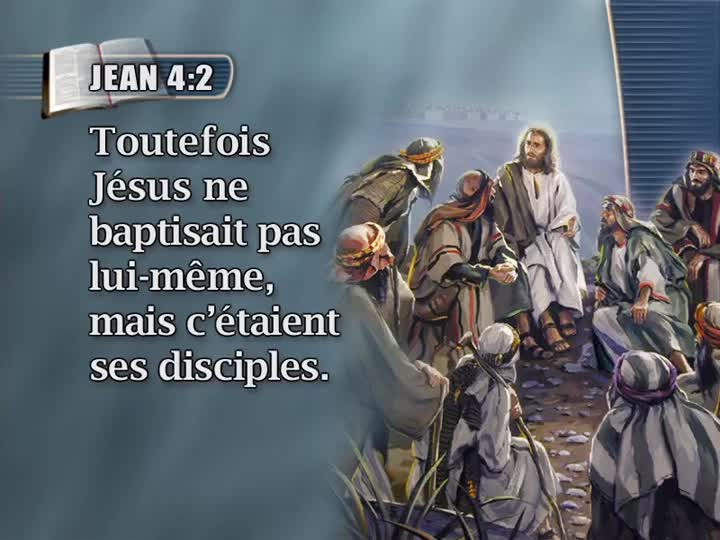 JEAN 4:2
Toutefois
Jésus ne
baptisait pas
lui-même,
mais c’étaient
ses disciples.